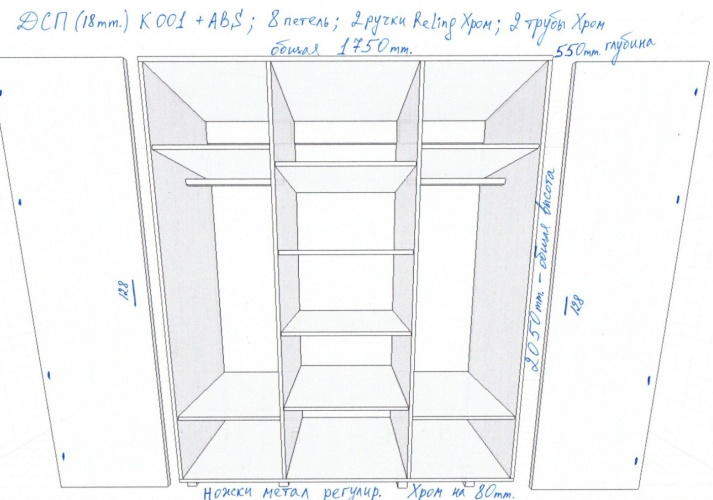 ДСП (18mm.) K 001 + ABS; 8 петель; 2 ручки Reling Хром; 2 трубы Хром
общая 1750mm.
550mm. глубина
2050mm. - общая высота
128
128
Ножки метал регулир. Хром на 80mm.